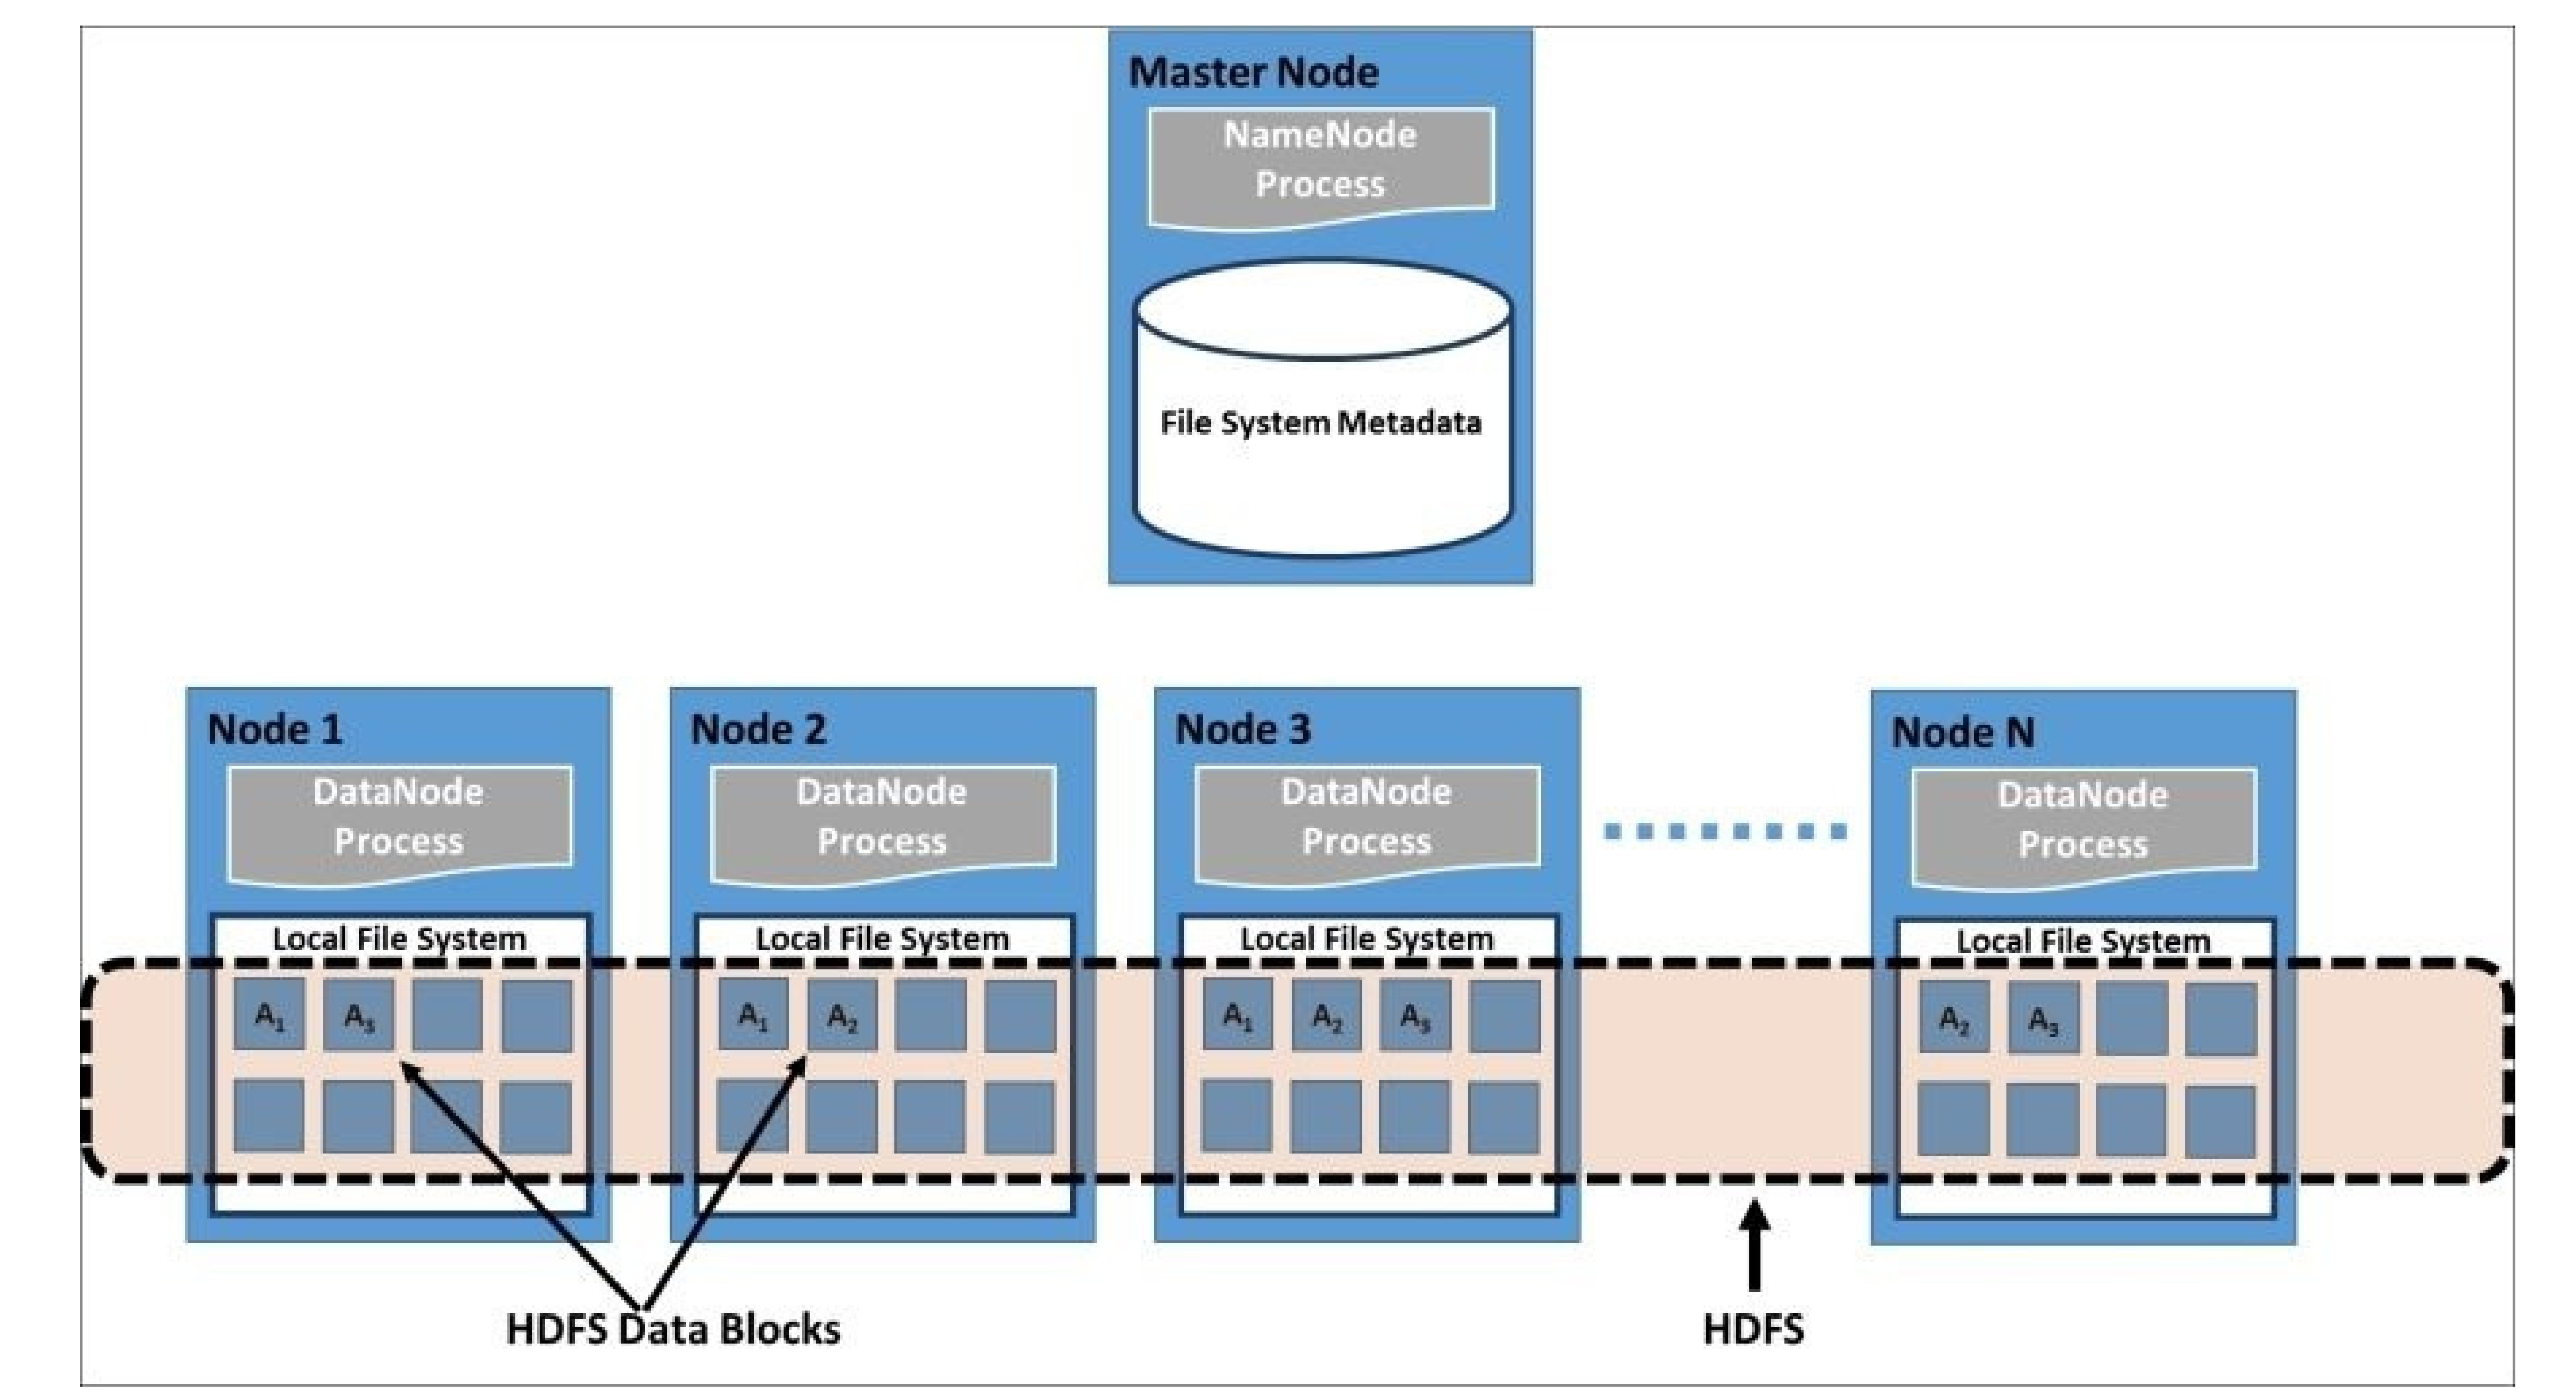 Master Node
NameNode
Process
File System Metadata
Node 1
DataNode
Process
Local File System
A₁ A₃
Node 2
DataNode
Process
Local File System
A₁ A₂
Node 3
DataNode
Process
Local File System
A₁ A₂ A₃
Node N
DataNode
Process
Local File System
A₂ A₃
HDFS Data Blocks
HDFS